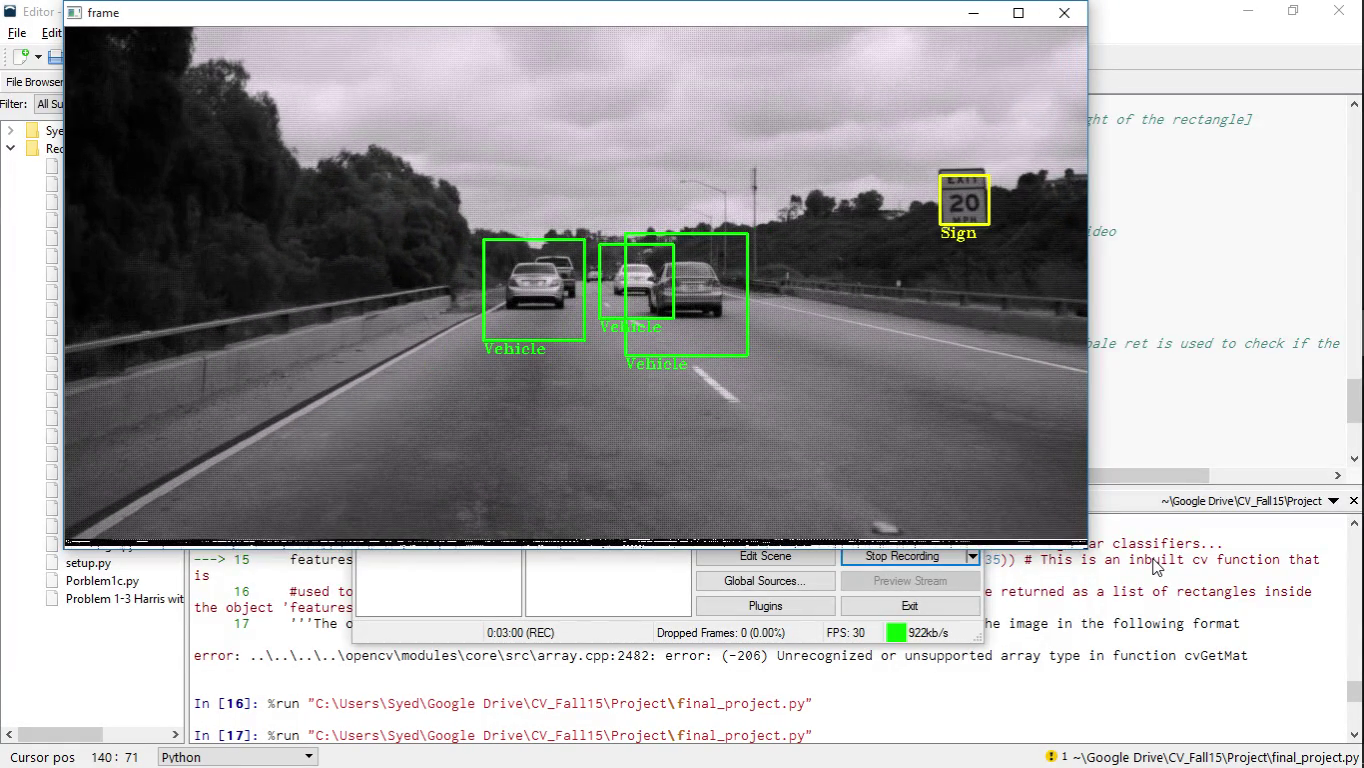 Editor -
frame
File Edit
File Browser
Filter: All Su
Sye
Rec
ght of the rectangle]
ideo
EXIT
20
MPH
Sign
Vehicle
Vehicle
Vehicle
bale ret is used to check if the
~\Google Drive\CV_Fall15\Project
ar classifiers...
---> 15 features
35)) # This is an inbuilt cv function that
is
16 #used to
e returned as a list of rectangles inside
the object 'features
17 '''The o
the image in the following format
setup.py
Porblem1c.py
Problem 1-3 Harris wit
Edit Scene
Stop Recording
Global Sources...
Preview Stream
Plugins
Exit
0:03:00 (REC)
Dropped Frames: 0 (0.00%)
FPS: 30
922kb/s
error: ..\..\..\..\opencv\modules\core\src\array.cpp:2482: error: (-206) Unrecognized or unsupported array type in function cvGetMat
In [16]: %run "C:\Users\Syed\Google Drive\CV_Fall15\Project\final_project.py"
In [17]: %run "C:\Users\Syed\Google Drive\CV_Fall15\Project\final_project.py"
Cursor pos 140: 71 Python
1 ~\Google Drive\CV_Fall15\Project\final_project.py